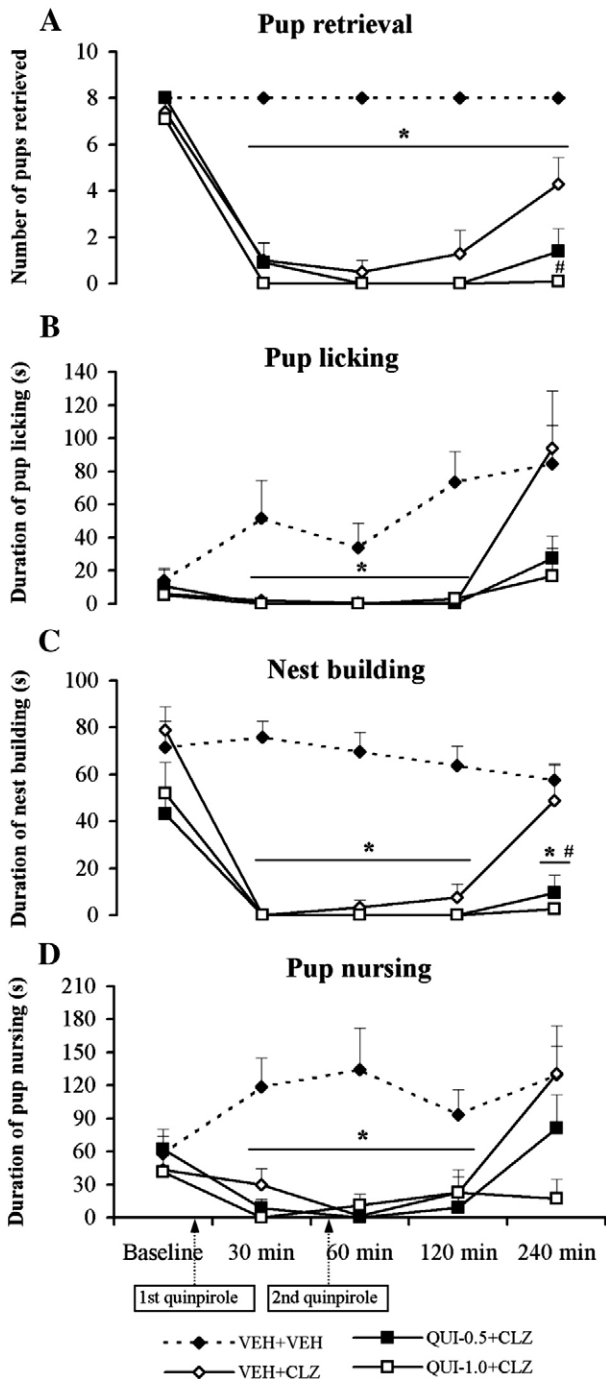 A
Pup retrieval
Number of pups retrieved
10
8
6
4
2
0
*
#
B
Pup licking
Duration of pup licking (s)
140
120
100
80
60
40
20
0
*
C
Nest building
Duration of nest building (s)
100
80
60
40
20
0
*
* #
D
Pup nursing
Duration of pup nursing (s)
210
180
150
120
90
60
30
0
*
Baseline 30 min 60 min 120 min 240 min
1st quinpirole 2nd quinpirole
VEH+VEH QUI-0.5+CLZ
VEH+CLZ QUI-1.0+CLZ